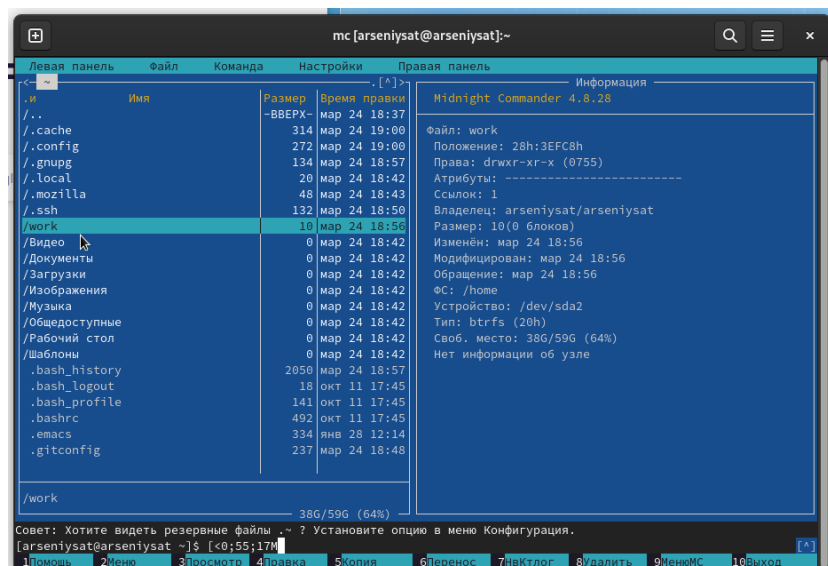 mc [arseniysat@arseniysat]:~
Левая панель Файл Команда Настройки Правая панель
<- ~ .[^]>
.и Имя Размер Время правки
/.. -ВВЕРХ- мар 24 18:37
/.cache 314 мар 24 19:00
/.config 272 мар 24 19:00
/.gnupg 134 мар 24 18:57
/.local 20 мар 24 18:42
/.mozilla 48 мар 24 18:43
/.ssh 132 мар 24 18:50
/work 10 мар 24 18:56
/Видео 0 мар 24 18:42
/Документы 0 мар 24 18:42
/Загрузки 0 мар 24 18:42
/Изображения 0 мар 24 18:42
/Музыка 0 мар 24 18:42
/Общедоступные 0 мар 24 18:42
/Рабочий стол 0 мар 24 18:42
/Шаблоны 0 мар 24 18:42
.bash_history 2050 мар 24 18:57
.bash_logout 18 окт 11 17:45
.bash_profile 141 окт 11 17:45
.bashrc 492 окт 11 17:45
.emacs 334 янв 28 12:14
.gitconfig 237 мар 24 18:48
/work
38G/59G (64%)
Информация
Midnight Commander 4.8.28
Файл: work
Положение: 28h:3EFC8h
Права: drwxr-xr-x (0755)
Атрибуты: ------------------------
Ссылок: 1
Владелец: arseniysat/arseniysat
Размер: 10(0 блоков)
Изменён: мар 24 18:56
Модифицирован: мар 24 18:56
Обращение: мар 24 18:56
ФС: /home
Устройство: /dev/sda2
Тип: btrfs (20h)
Своб. место: 38G/59G (64%)
Нет информации об узле
Совет: Хотите видеть резервные файлы .~ ? Установите опцию в меню Конфигурация.
[arseniysat@arseniysat ~]$ [<0;55;17M [^]
1Помощь 2Меню 3Просмотр 4Правка 5Копия 6Перенос 7НвКтлог 8Удалить 9МенюMC 10Выход